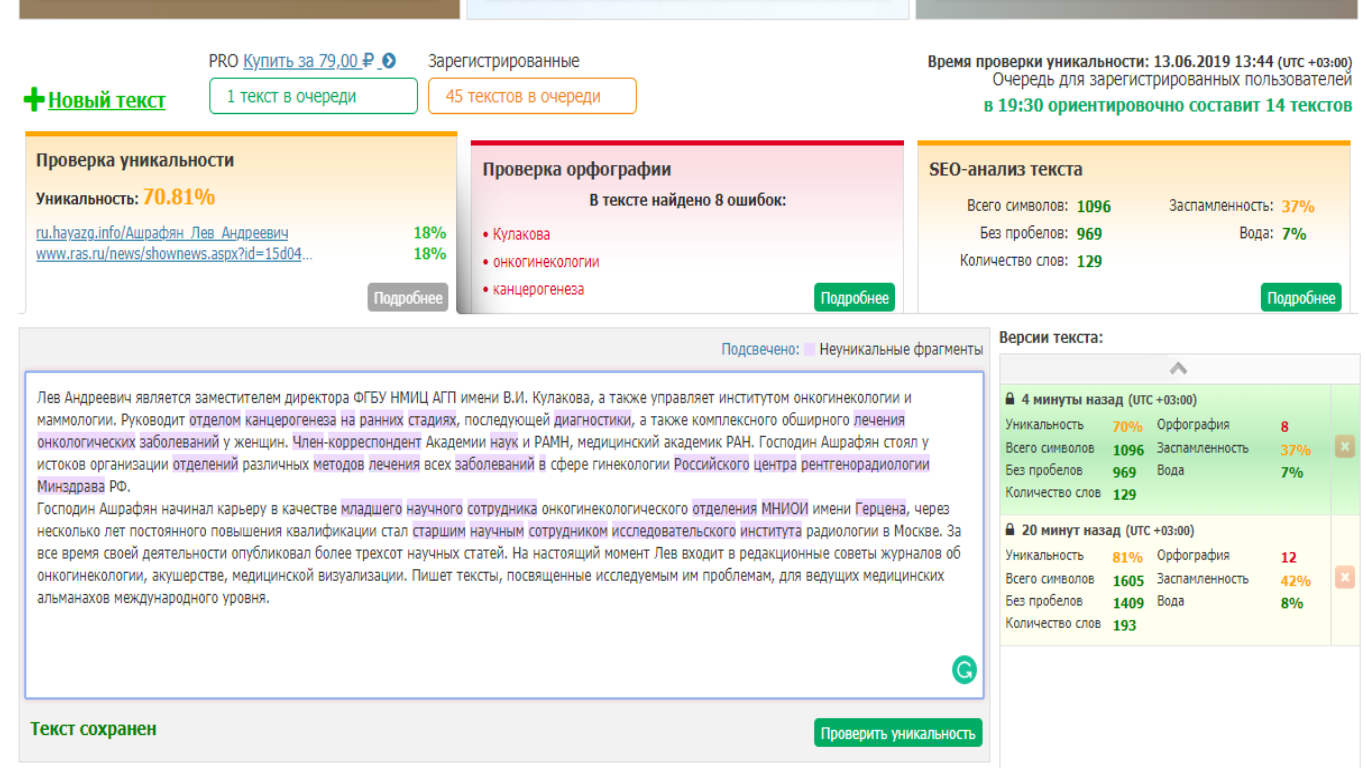 PRO Купить за 79,00 ₽
Зарегистрированные
Время проверки уникальности: 13.06.2019 13:44 (UTC +03:00)
Очередь для зарегистрированных пользователей
Новый текст
1 текст в очереди
45 текстов в очереди
в 19:30 ориентировочно составит 14 текстов
Проверка уникальности
Уникальность: 70.81%
ru.hayazg.info/Ашрафян_Лев_Андреевич 18%
www.ras.ru/news/shownews.aspx?id=15d04... 18%
Подробнее
Проверка орфографии
В тексте найдено 8 ошибок:
• Кулакова
• онкогинекологии
• канцерогенеза
Подробнее
SEO-анализ текста
Всего символов: 1096 Заспамленность: 37%
Без пробелов: 969 Вода: 7%
Количество слов: 129
Подробнее
Подсвечено: Неуникальные фрагменты
Лев Андреевич является заместителем директора ФГБУ НМИЦ АГП имени В.И. Кулакова, а также управляет институтом онкогинекологии и
маммологии. Руководит отделом канцерогенеза на ранних стадиях, последующей диагностики, а также комплексного обширного лечения
онкологических заболеваний у женщин. Член-корреспондент Академии наук и РАМН, медицинский академик РАН. Господин Ашрафян стоял у
истоков организации отделений различных методов лечения всех заболеваний в сфере гинекологии Российского центра рентгенорадиологии
Минздрава РФ.
Господин Ашрафян начинал карьеру в качестве младшего научного сотрудника онкогинекологического отделения МНИОИ имени Герцена, через
несколько лет постоянного повышения квалификации стал старшим научным сотрудником исследовательского института радиологии в Москве. За
все время своей деятельности опубликовал более трехсот научных статей. На настоящий момент Лев входит в редакционные советы журналов об
онкогинекологии, акушерстве, медицинской визуализации. Пишет тексты, посвященные исследуемым им проблемам, для ведущих медицинских
альманахов международного уровня.
Текст сохранен
Проверить уникальность
Версии текста:
4 минуты назад (UTC +03:00)
Уникальность 70% Орфография 8
Всего символов 1096 Заспамленность 37%
Без пробелов 969 Вода 7%
Количество слов 129
20 минут назад (UTC +03:00)
Уникальность 81% Орфография 12
Всего символов 1605 Заспамленность 42%
Без пробелов 1409 Вода 8%
Количество слов 193